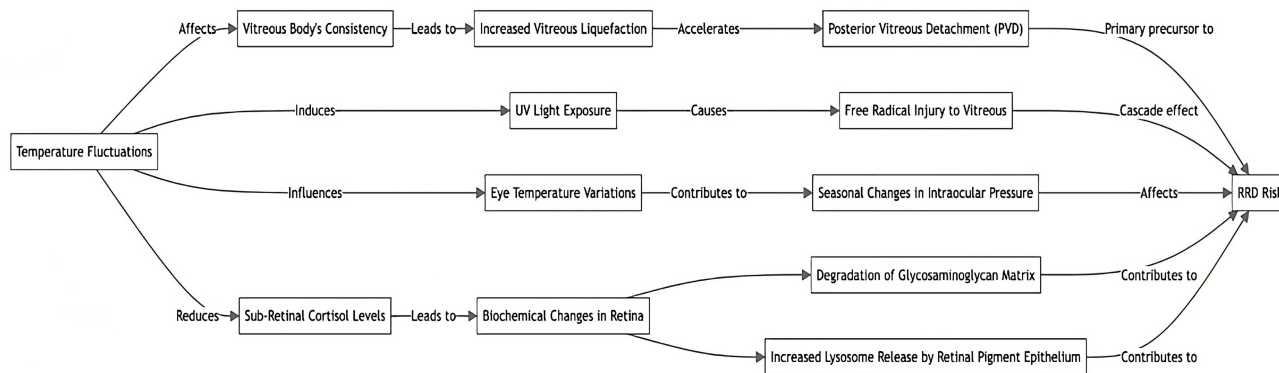 Affects
Vitreous Body's Consistency
Leads to
Increased Vitreous Liquefaction
Accelerates
Posterior Vitreous Detachment (PVD)
Primary precursor to
Induces
UV Light Exposure
Causes
Free Radical Injury to Vitreous
Cascade effect
Temperature Fluctuations
Influences
Eye Temperature Variations
Contributes to
Seasonal Changes in Intraocular Pressure
Affects
RRD Risk
Degradation of Glycosaminoglycan Matrix
Contributes to
Reduces
Sub-Retinal Cortisol Levels
Leads to
Biochemical Changes in Retina
Increased Lysosome Release by Retinal Pigment Epithelium
Contributes to